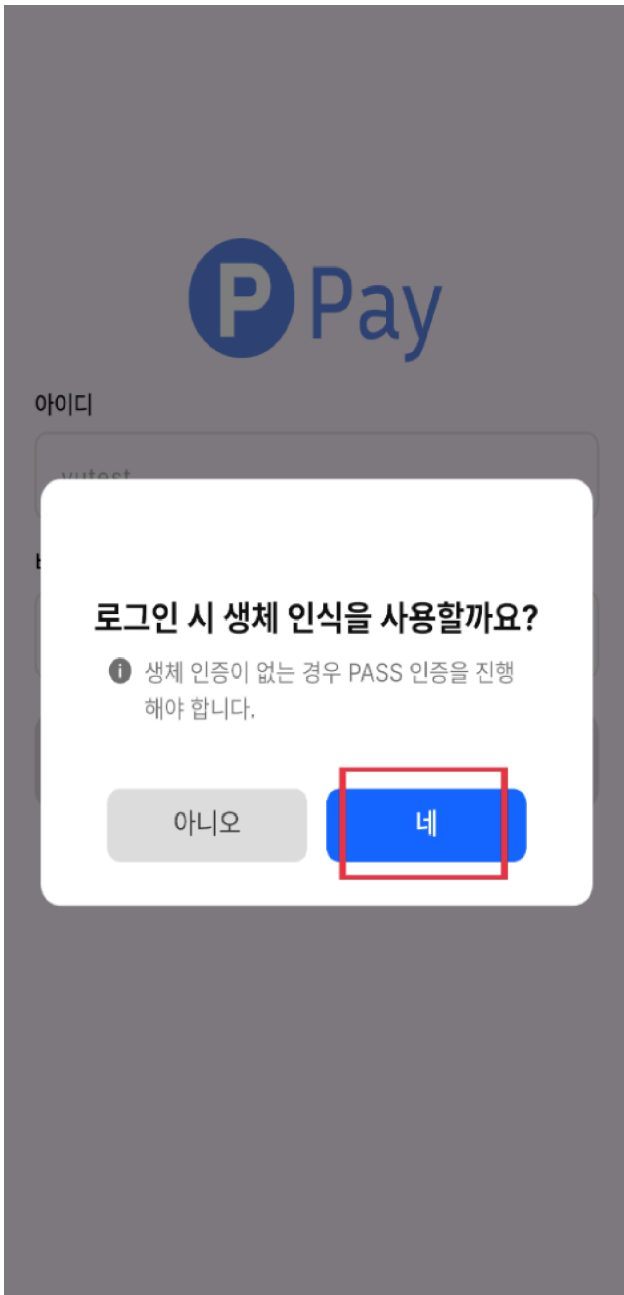 P Pay
아이디
yutest
로그인 시 생체 인식을 사용할까요?
생체 인증이 없는 경우 PASS 인증을 진행
해야 합니다.
아니오
네